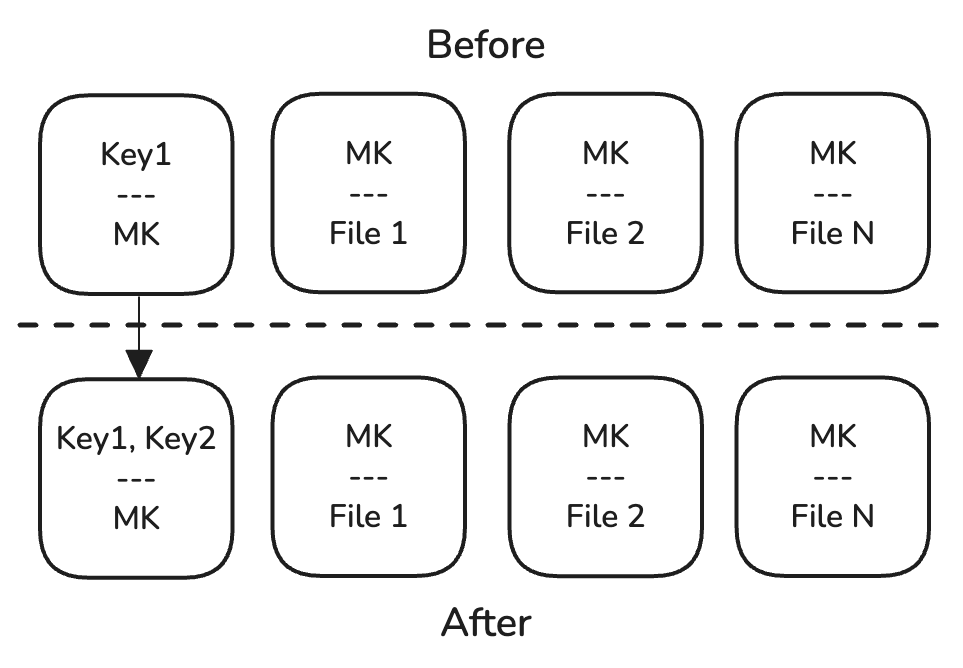 Before
Key1
---
MK
MK
---
File 1
MK
---
File 2
MK
---
File N
Key1, Key2
---
MK
MK
---
File 1
MK
---
File 2
MK
---
File N
After